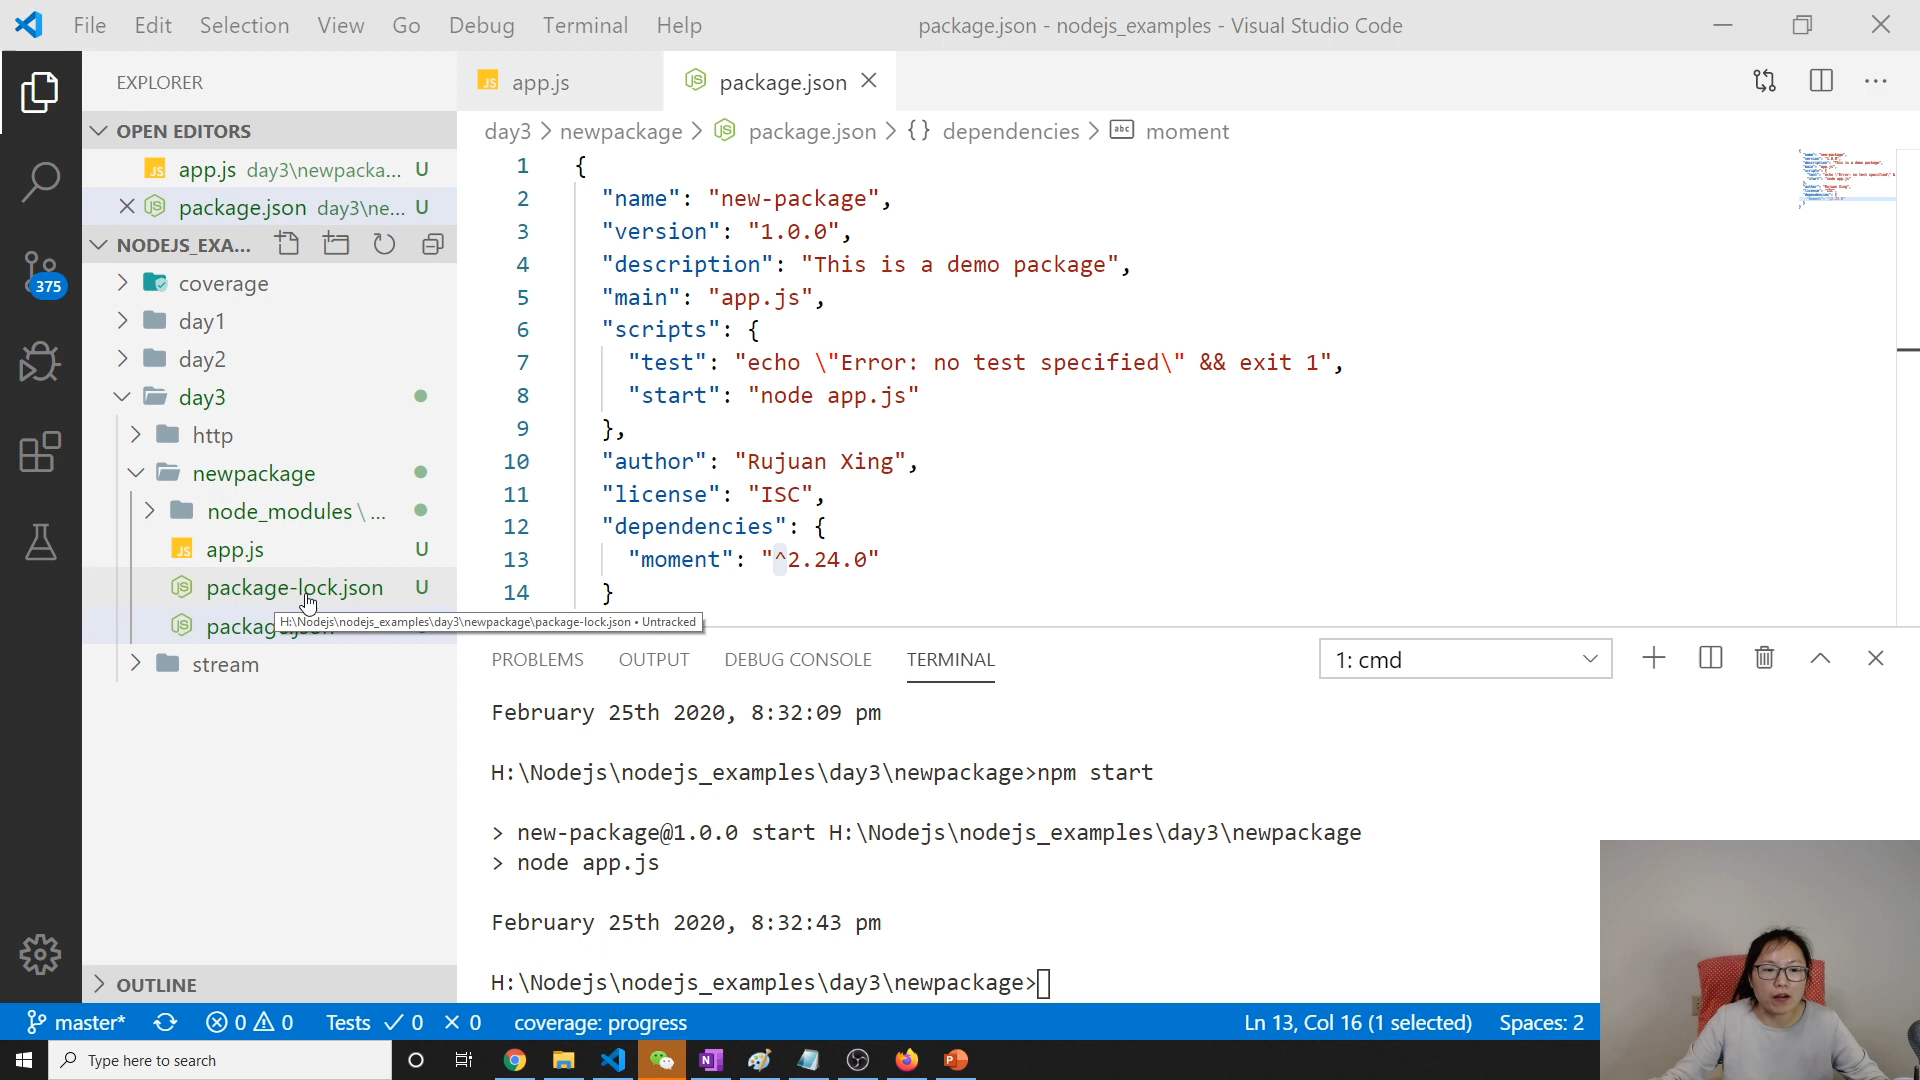 File Edit Selection View Go Debug Terminal Help
package.json - nodejs_examples - Visual Studio Code
EXPLORER
OPEN EDITORS
JS app.js day3\newpacka... U
package.json day3\ne... U
NODEJS_EXA...
coverage
day1
day2
day3
http
newpackage
node_modules \ ...
JS app.js U
package-lock.json U
package.json
H:\Nodejs\nodejs_examples\day3\newpackage\package-lock.json • Untracked
stream
OUTLINE
375
JS app.js
package.json
day3 > newpackage > package.json > {} dependencies > abc moment
1 {
2 "name": "new-package",
3 "version": "1.0.0",
4 "description": "This is a demo package",
5 "main": "app.js",
6 "scripts": {
7 "test": "echo \"Error: no test specified\" && exit 1",
8 "start": "node app.js"
9 },
10 "author": "Rujuan Xing",
11 "license": "ISC",
12 "dependencies": {
13 "moment": "^2.24.0"
14 }
PROBLEMS OUTPUT DEBUG CONSOLE TERMINAL
1: cmd
February 25th 2020, 8:32:09 pm
H:\Nodejs\nodejs_examples\day3\newpackage>npm start
> new-package@1.0.0 start H:\Nodejs\nodejs_examples\day3\newpackage
> node app.js
February 25th 2020, 8:32:43 pm
H:\Nodejs\nodejs_examples\day3\newpackage>
master* 0 0 Tests ✓ 0 × 0 coverage: progress
Ln 13, Col 16 (1 selected) Spaces: 2
Type here to search